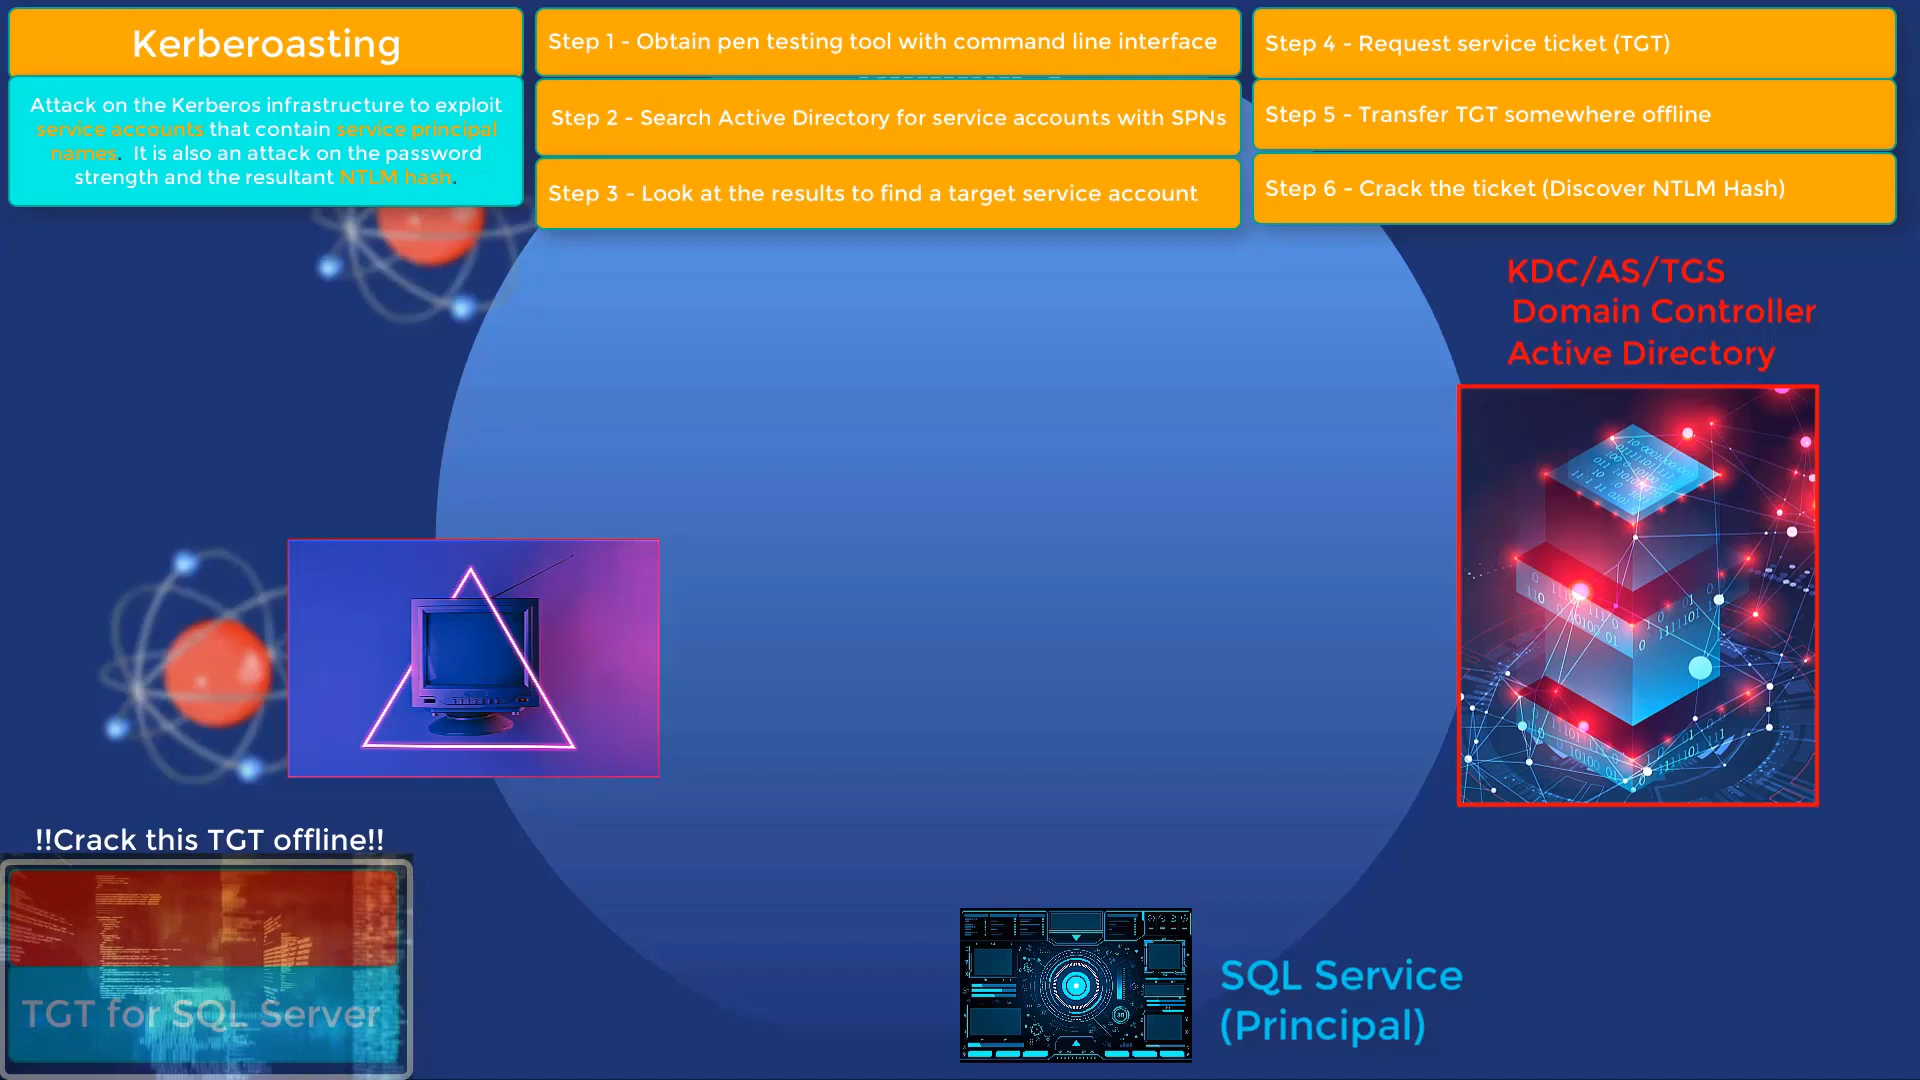 Kerberoasting
Attack on the Kerberos infrastructure to exploit
service accounts that contain service principal
names. It is also an attack on the password
strength and the resultant NTLM hash.
Step 1 - Obtain pen testing tool with command line interface
Step 2 - Search Active Directory for service accounts with SPNs
Step 3 - Look at the results to find a target service account
Step 4 - Request service ticket (TGT)
Step 5 - Transfer TGT somewhere offline
Step 6 - Crack the ticket (Discover NTLM Hash)
KDC/AS/TGS
Domain Controller
Active Directory
!!Crack this TGT offline!!
TGT for SQL Server
SQL Service
(Principal)